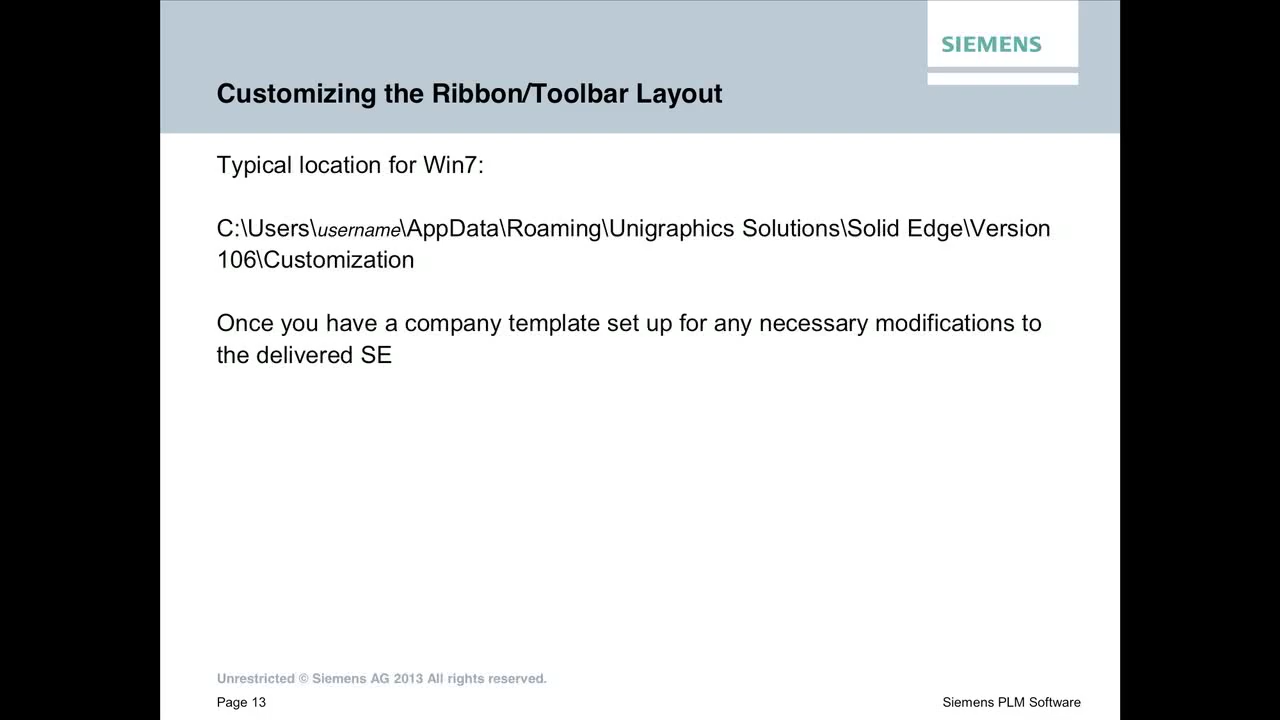 SIEMENS
Customizing the Ribbon/Toolbar Layout
Typical location for Win7:
C:\Users\username\AppData\Roaming\Unigraphics Solutions\Solid Edge\Version
106\Customization
Once you have a company template set up for any necessary modifications to
the delivered SE
Unrestricted © Siemens AG 2013 All rights reserved.
Page 13
Siemens PLM Software